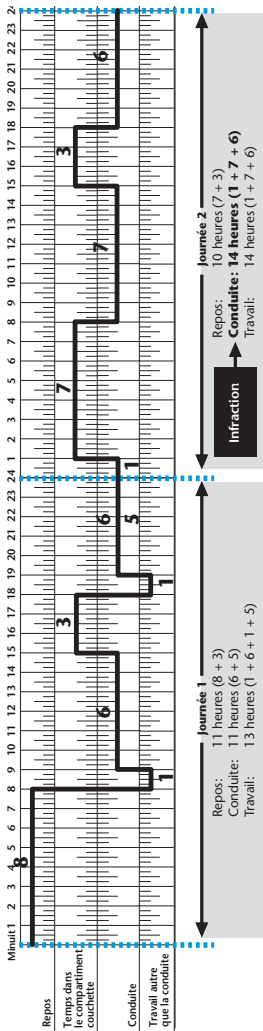 Minuit 1 2 3 4 5 6 7 8 9 10 11 12 13 14 15 16 17 18 19 20 21 22 23 24 1 2 3 4 5 6 7 8 9 10 11 12 13 14 15 16 17 18 19 20 21 22 23 24
Repos
8
Temps dans
le compartiment
couchette
3 7 3
6 6 7 6
Conduite
5 1
Travail autre
que la conduite
1 1
Journée 1
Repos: 11 heures (8 + 3)
Conduite: 11 heures (6 + 5)
Travail: 13 heures (1 + 6 + 1 + 5)
Journée 2
Infraction
Repos: 10 heures (7 + 3)
Conduite: 14 heures (1 + 7 + 6)
Travail: 14 heures (1 + 7 + 6)